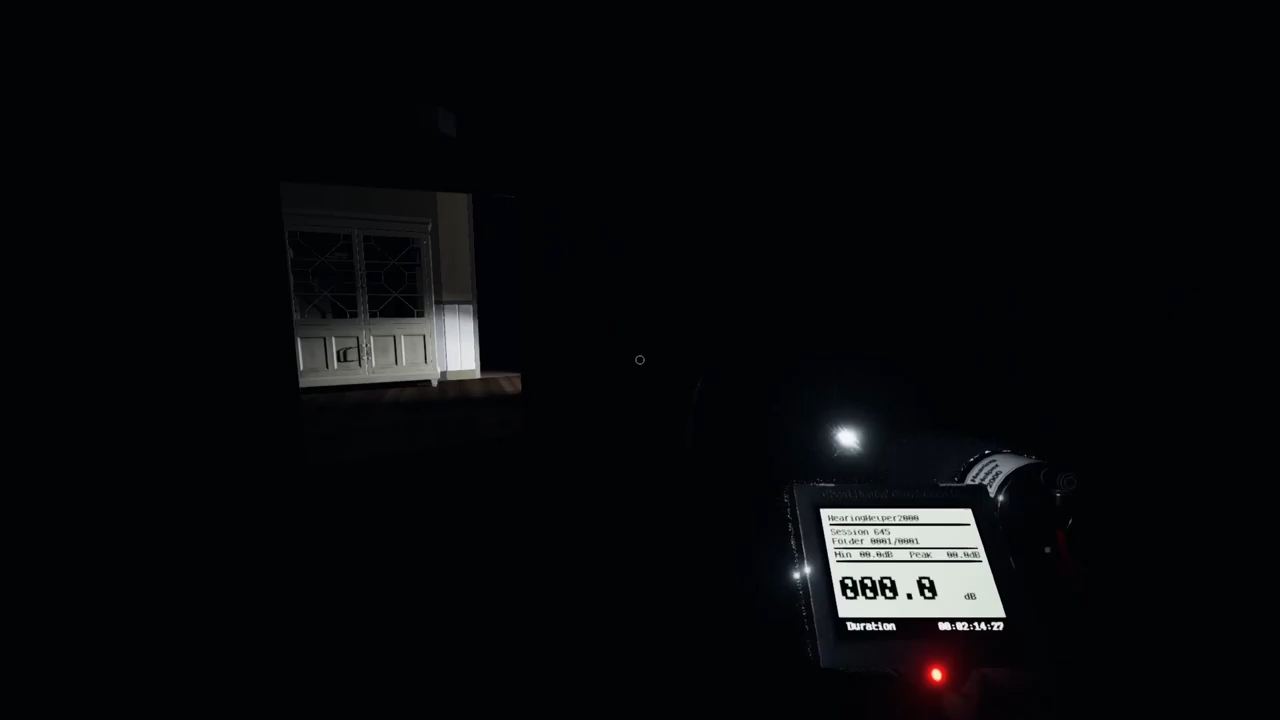 HearingHelper2000
Session 645
Folder 0001/0001
Min 00.0dB Peak 00.0dB
000.0 dB
Duration 00:02:14:27